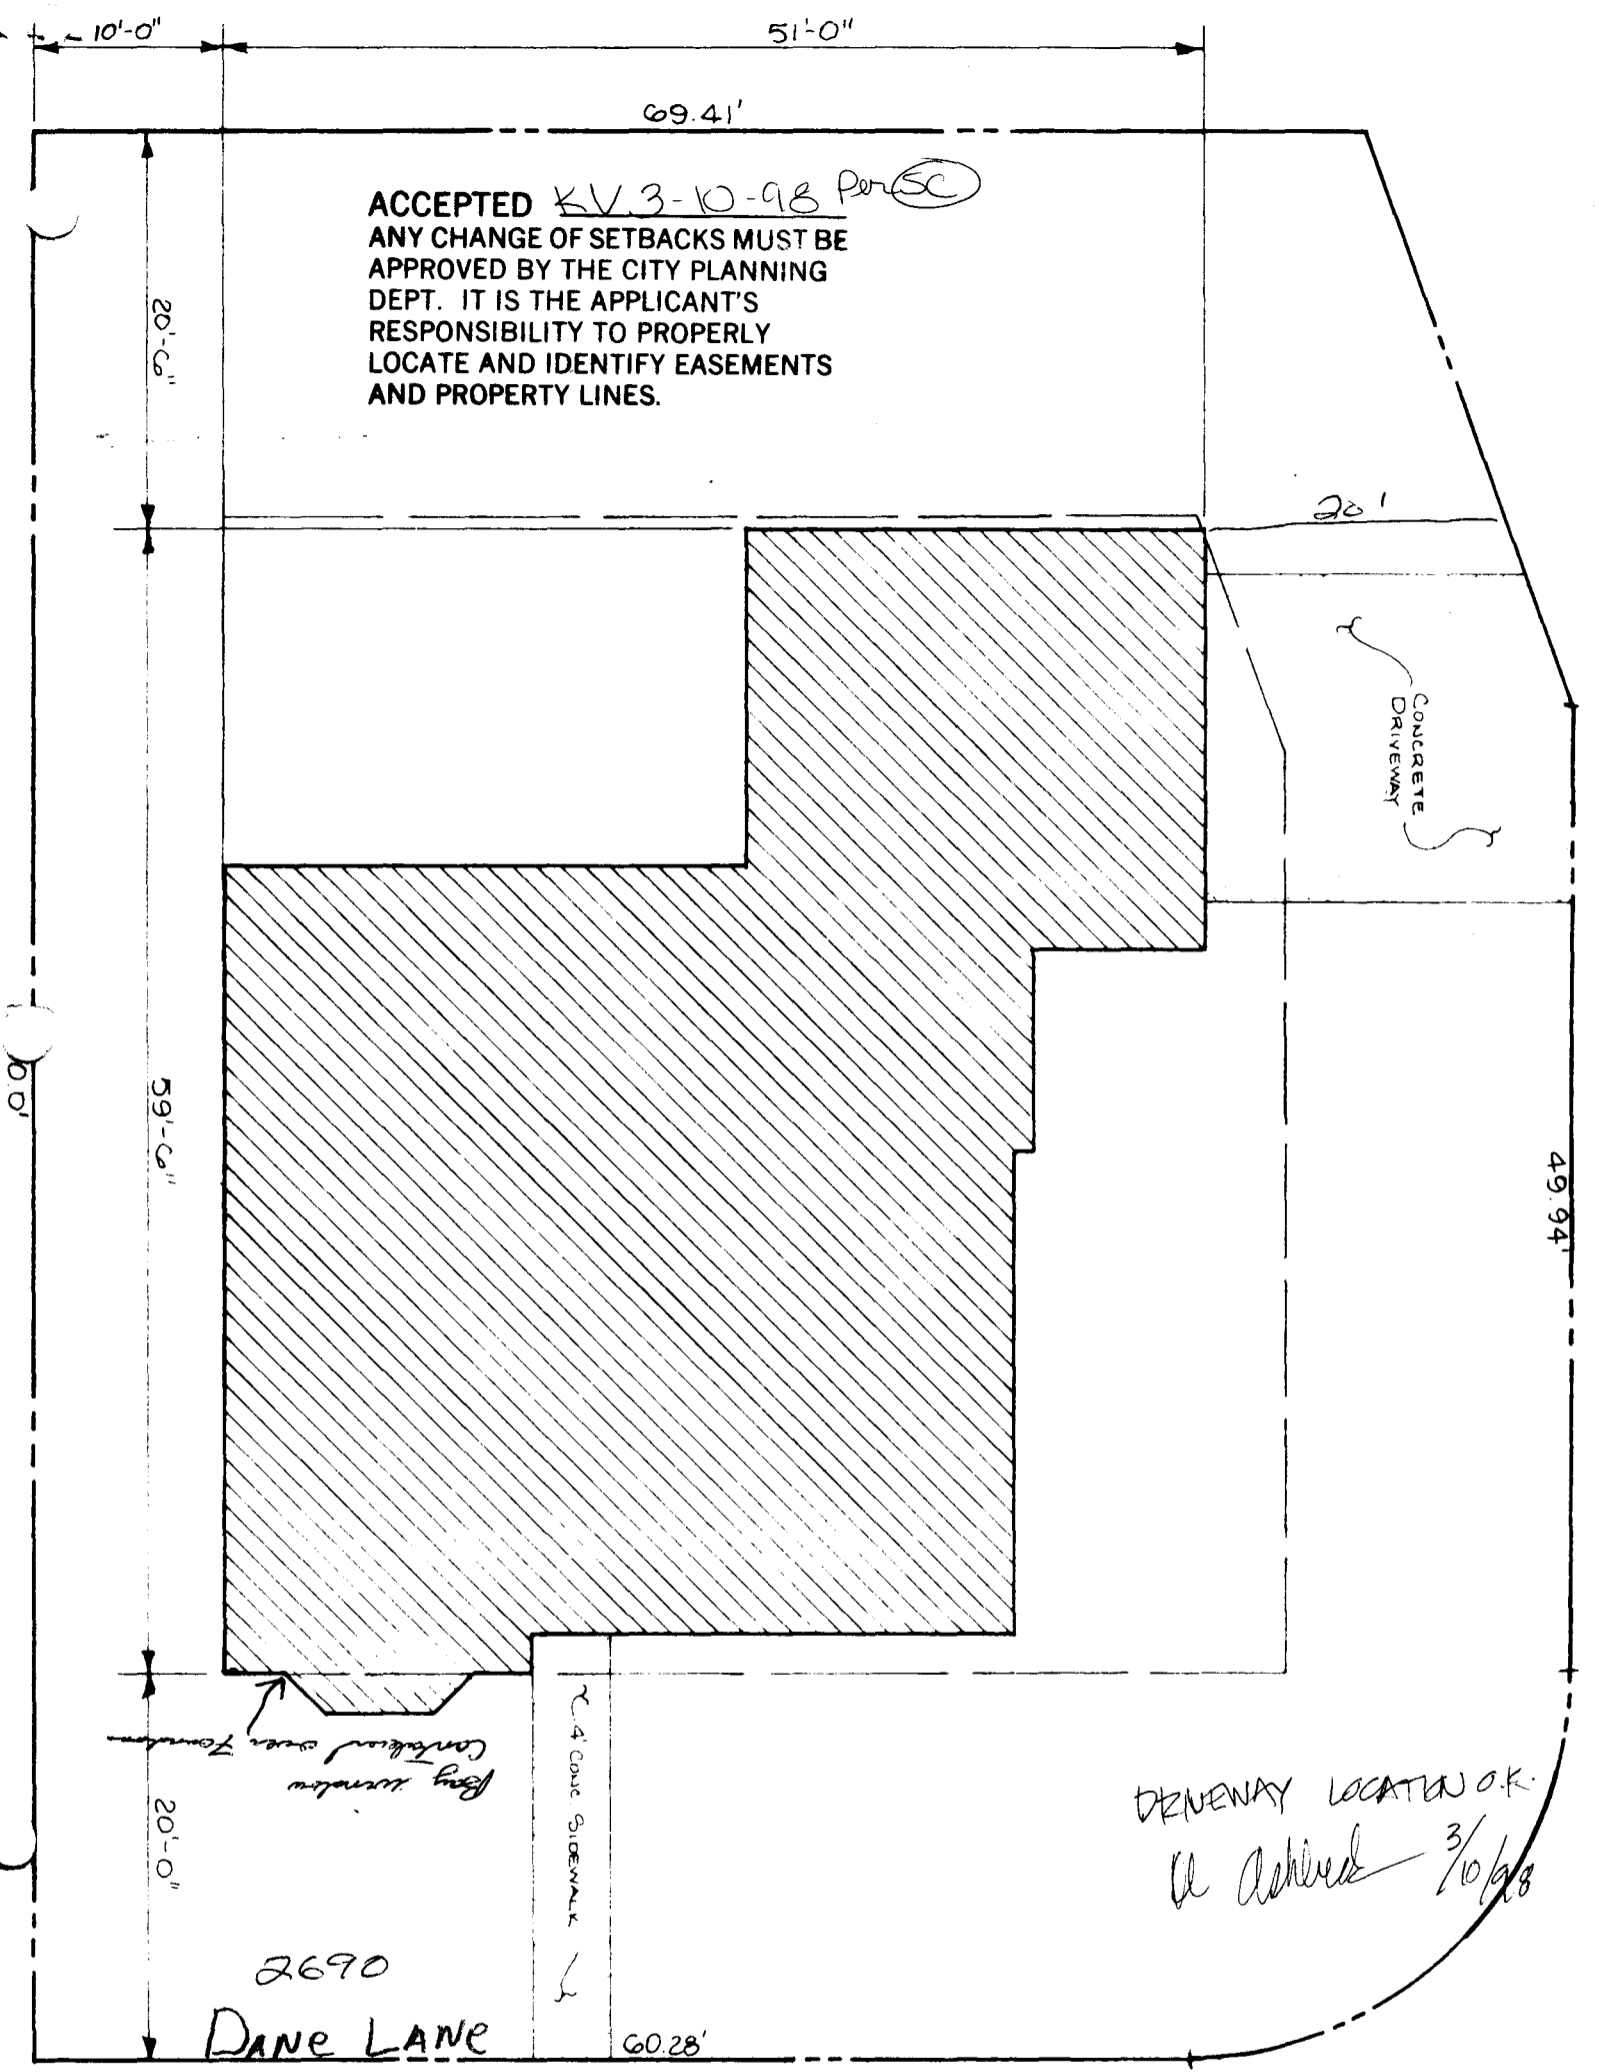 10'-0"
51'-0"
69.41'
ACCEPTED KV. 3-10-98 Per SC
ANY CHANGE OF SETBACKS MUST BE
APPROVED BY THE CITY PLANNING
DEPT. IT IS THE APPLICANT'S
RESPONSIBILITY TO PROPERLY
LOCATE AND IDENTIFY EASEMENTS
AND PROPERTY LINES.
20'-6"
20'
CONCRETE
DRIVEWAY
59'-6"
49.94'
Bay window
over
20'-0"
4' CONC. SIDEWALK
DRIVEWAY LOCATION O.K.
3/10/98
2690
DANE LANE
60.28'